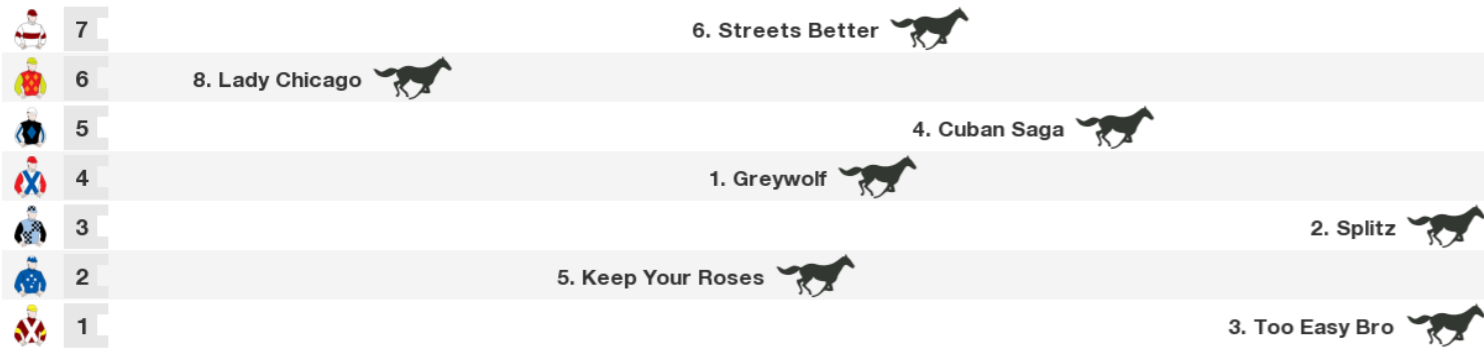 7 6. Streets Better
6 8. Lady Chicago
5 4. Cuban Saga
4 1. Greywolf
3 2. Splitz
2 5. Keep Your Roses
1 3. Too Easy Bro